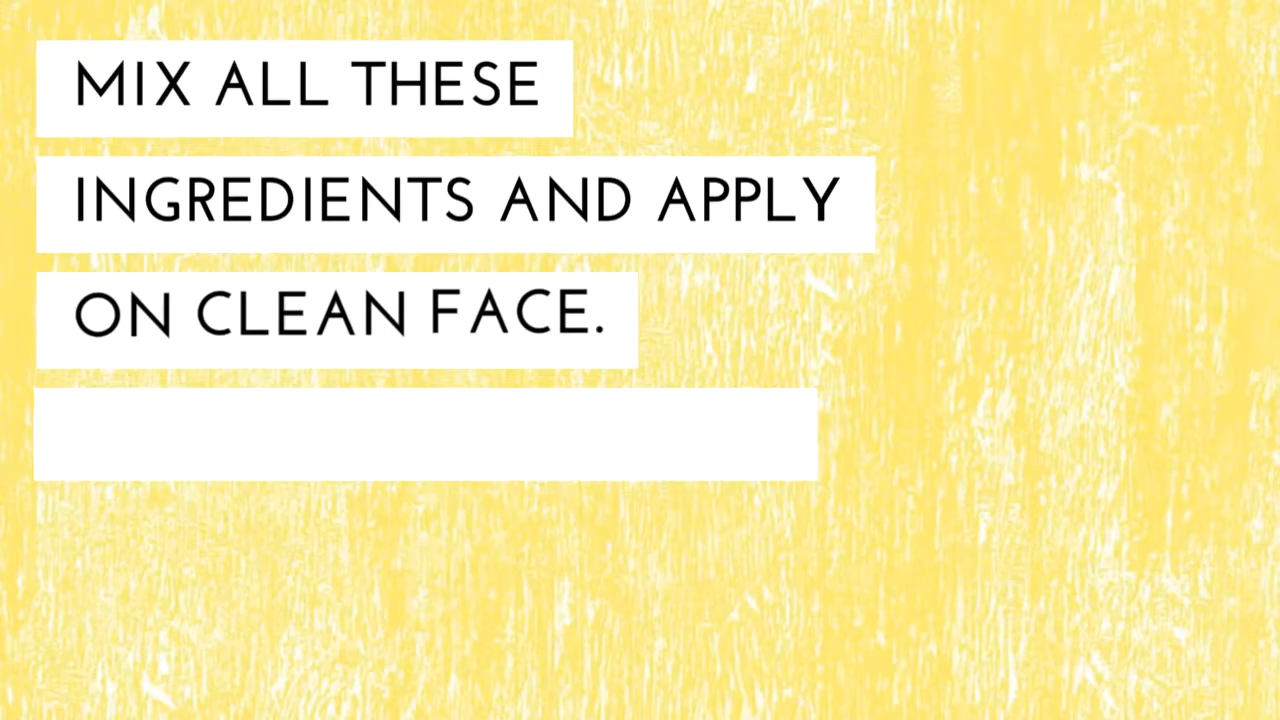 MIX ALL THESE
INGREDIENTS AND APPLY
ON CLEAN FACE.